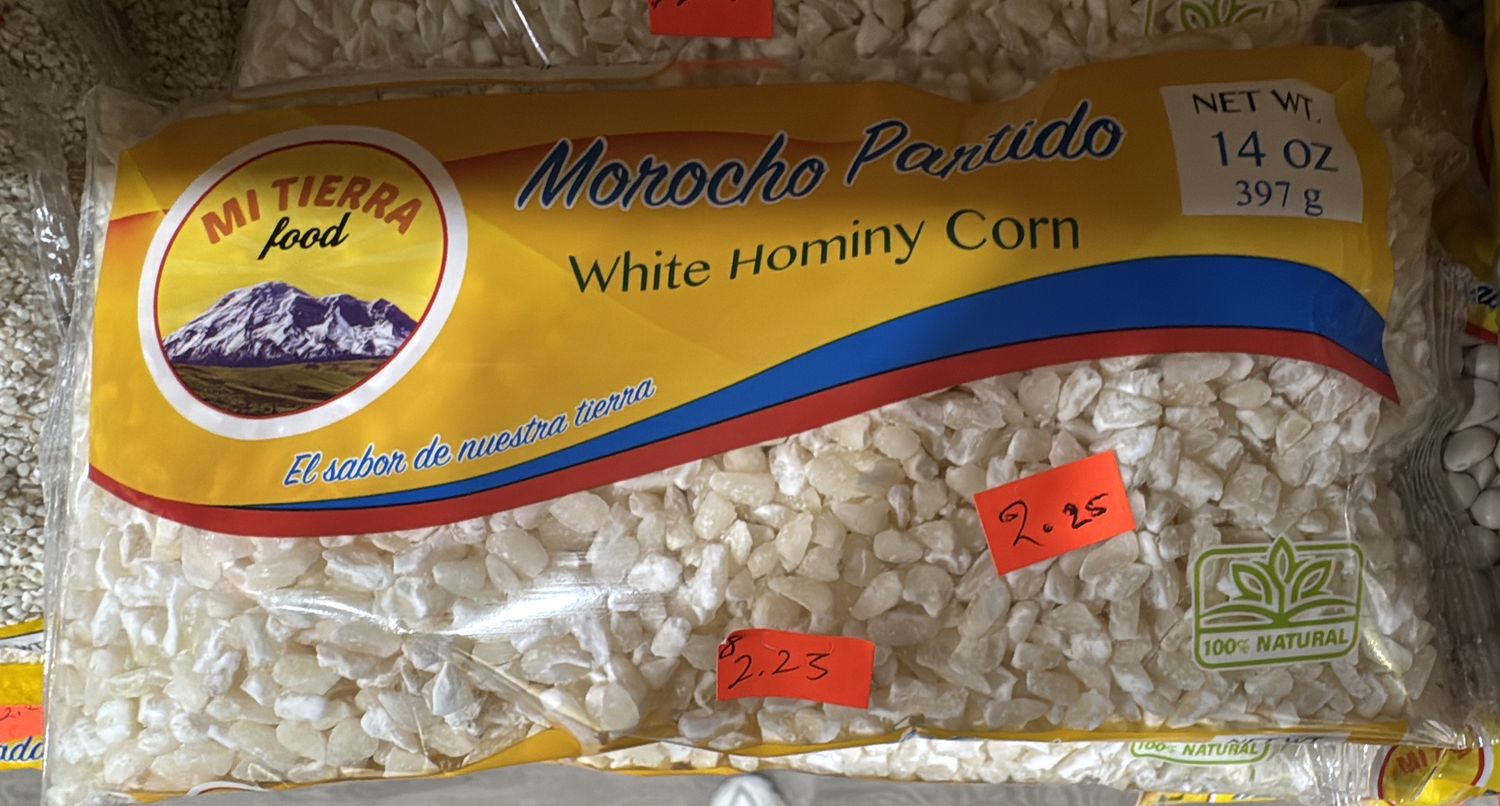 MI TIERRA
food
Morocho Partido
White Hominy Corn
NET WT.
14 oz
397 g
El sabor de nuestra tierra
2.25
$2.23
100% NATURAL
100% NATURAL
MI